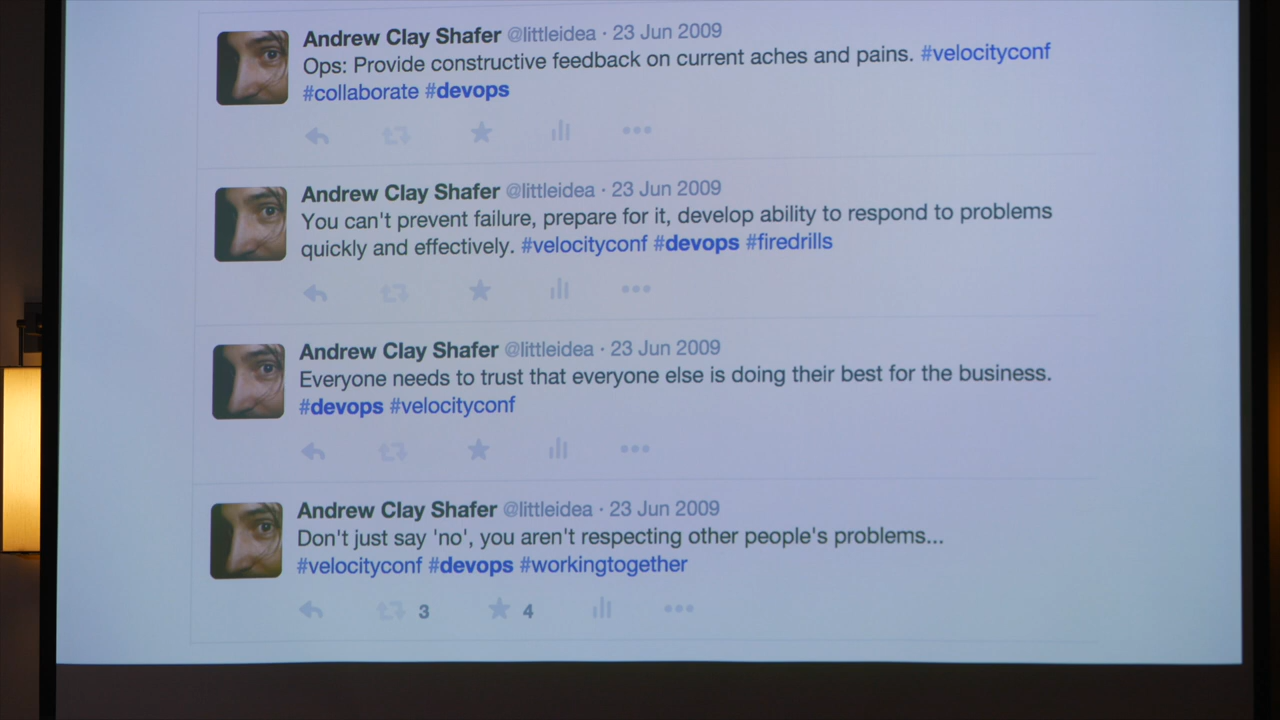 Andrew Clay Shafer @littleidea · 23 Jun 2009
Ops: Provide constructive feedback on current aches and pains. #velocityconf
#collaborate #devops
Andrew Clay Shafer @littleidea · 23 Jun 2009
You can't prevent failure, prepare for it, develop ability to respond to problems
quickly and effectively. #velocityconf #devops #firedrills
Andrew Clay Shafer @littleidea · 23 Jun 2009
Everyone needs to trust that everyone else is doing their best for the business.
#devops #velocityconf
Andrew Clay Shafer @littleidea · 23 Jun 2009
Don't just say 'no', you aren't respecting other people's problems...
#velocityconf #devops #workingtogether
3 4